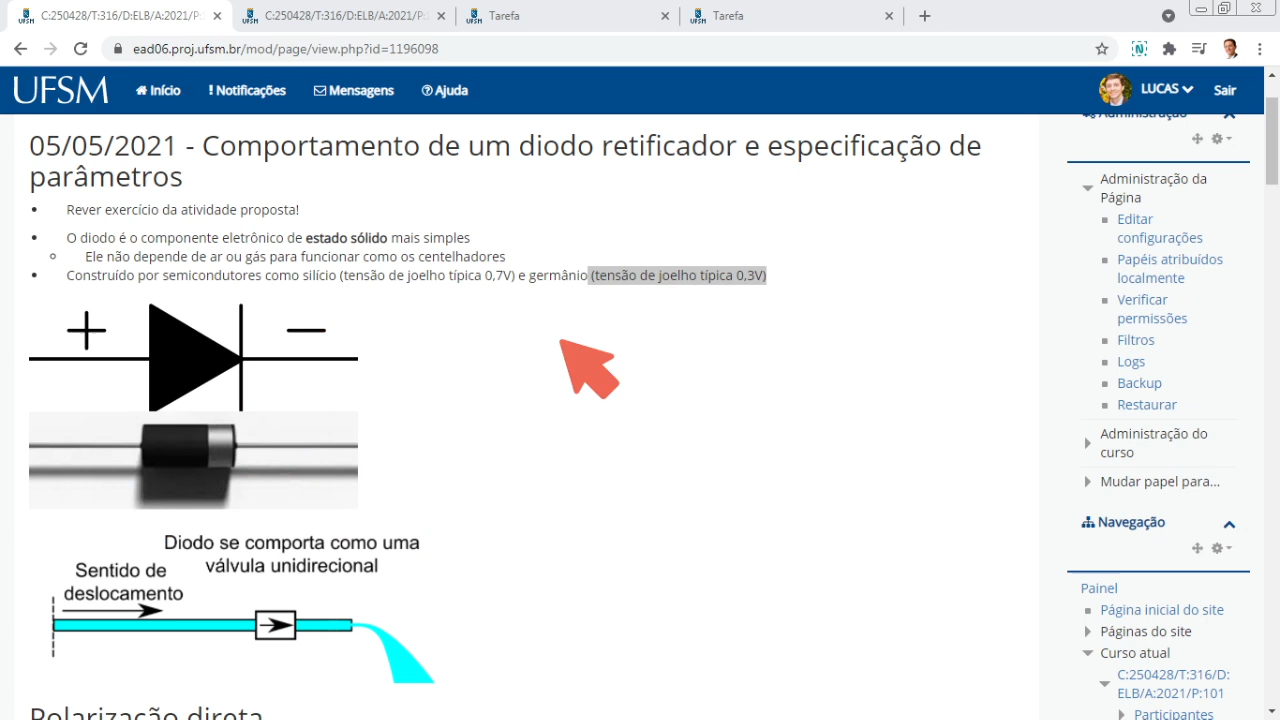 C:250428/T:316/D:ELB/A:2021/P:
C:250428/T:316/D:ELB/A:2021/P:
Tarefa
Tarefa
ead06.proj.ufsm.br/mod/page/view.php?id=1196098
UFSM
Início
Notificações
Mensagens
Ajuda
LUCAS
Sair
05/05/2021 - Comportamento de um diodo retificador e especificação de
parâmetros
Rever exercício da atividade proposta!
O diodo é o componente eletrônico de estado sólido mais simples
Ele não depende de ar ou gás para funcionar como os centelhadores
Construído por semicondutores como silício (tensão de joelho típica 0,7V) e germânio (tensão de joelho típica 0,3V)
+ −
Diodo se comporta como uma
válvula unidirecional
Sentido de
deslocamento
Polarização direta
Administração
Administração da
Página
Editar
configurações
Papéis atribuídos
localmente
Verificar
permissões
Filtros
Logs
Backup
Restaurar
Administração do
curso
Mudar papel para...
Navegação
Painel
Página inicial do site
Páginas do site
Curso atual
C:250428/T:316/D:
ELB/A:2021/P:101
Participantes